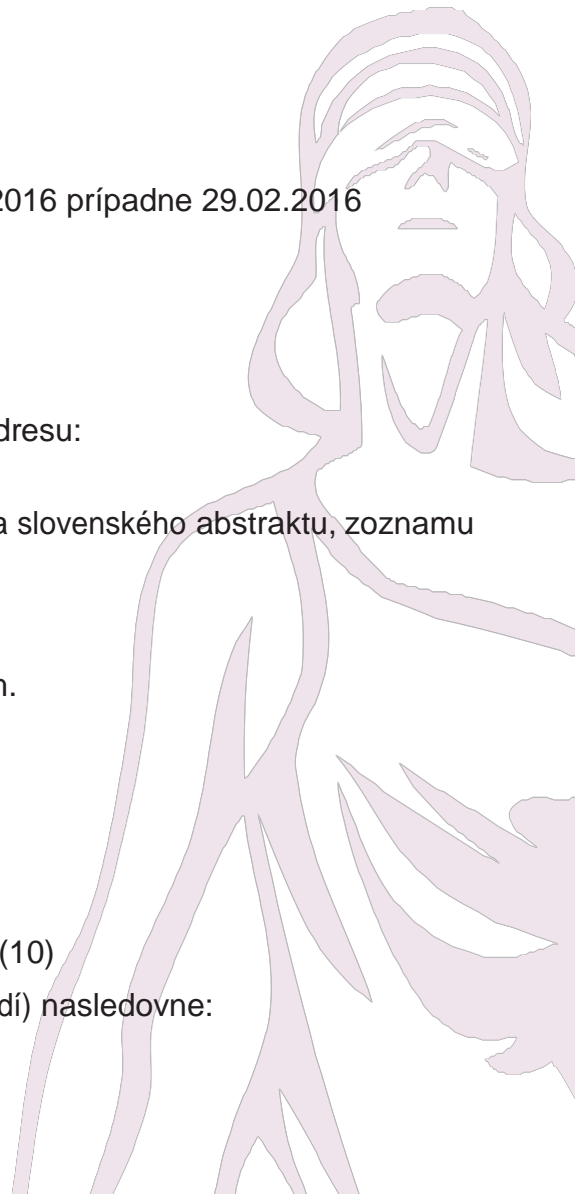 2016 prípadne 29.02.2016
dresu:
a slovenského abstraktu, zoznamu
n.
(10)
dí) nasledovne: